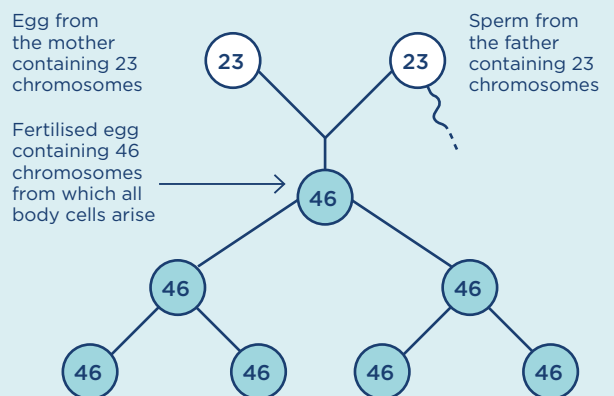 Egg from
the mother
containing 23
chromosomes
Sperm from
the father
containing 23
chromosomes
23
23
Fertilised egg
containing 46
chromosomes
from which all
body cells arise
46
46
46
46
46
46
46